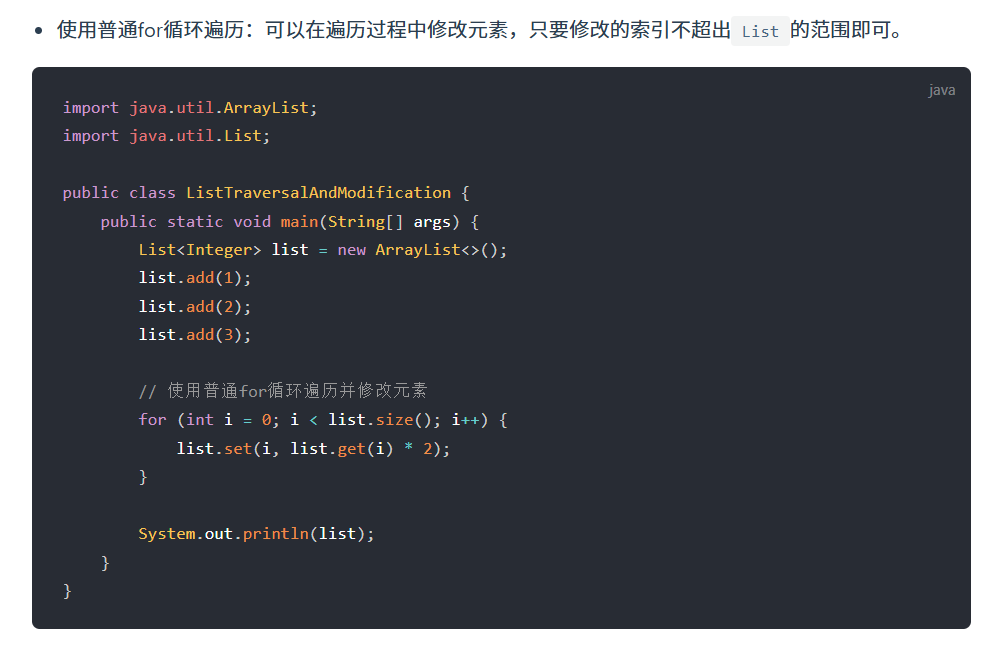 • 使用普通for循环遍历：可以在遍历过程中修改元素，只要修改的索引不超出 List 的范围即可。
java
import java.util.ArrayList;
import java.util.List;

public class ListTraversalAndModification {
    public static void main(String[] args) {
        List<Integer> list = new ArrayList<>();
        list.add(1);
        list.add(2);
        list.add(3);

        // 使用普通for循环遍历并修改元素
        for (int i = 0; i < list.size(); i++) {
            list.set(i, list.get(i) * 2);
        }

        System.out.println(list);
    }
}